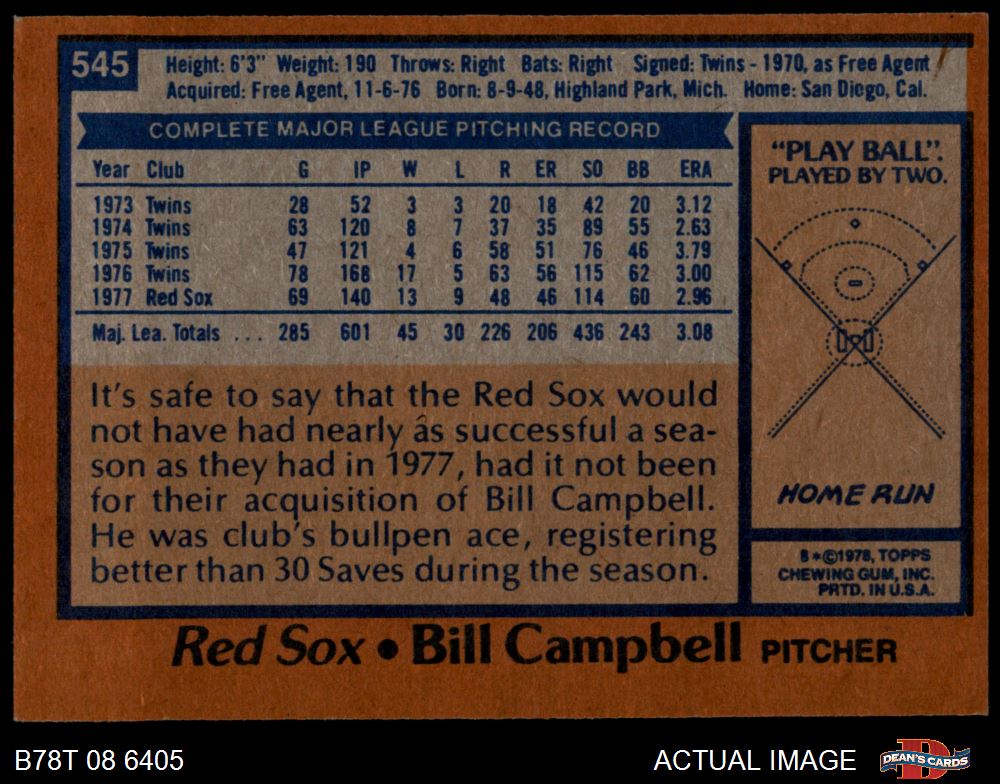 545
Height: 6'3" Weight: 190 Throws: Right Bats: Right Signed: Twins - 1970, as Free Agent
Acquired: Free Agent, 11-6-76 Born: 8-9-48, Highland Park, Mich. Home: San Diego, Cal.
COMPLETE MAJOR LEAGUE PITCHING RECORD
Year Club G IP W L R ER SO BB ERA
1973 Twins 28 52 3 3 20 18 42 20 3.12
1974 Twins 63 120 8 7 37 35 89 55 2.63
1975 Twins 47 121 4 6 58 51 76 46 3.79
1976 Twins 78 168 17 5 63 56 115 62 3.00
1977 Red Sox 69 140 13 9 48 46 114 60 2.96
Maj. Lea. Totals ... 285 601 45 30 226 206 436 243 3.08
It's safe to say that the Red Sox would
not have had nearly as successful a sea-
son as they had in 1977, had it not been
for their acquisition of Bill Campbell.
He was club's bullpen ace, registering
better than 30 Saves during the season.
"PLAY BALL".
PLAYED BY TWO.
HOME RUN
B*©1978, TOPPS
CHEWING GUM, INC.
PRTD. IN U.S.A.
Red Sox • Bill Campbell PITCHER
B78T 08 6405
ACTUAL IMAGE
DEAN'S CARDS